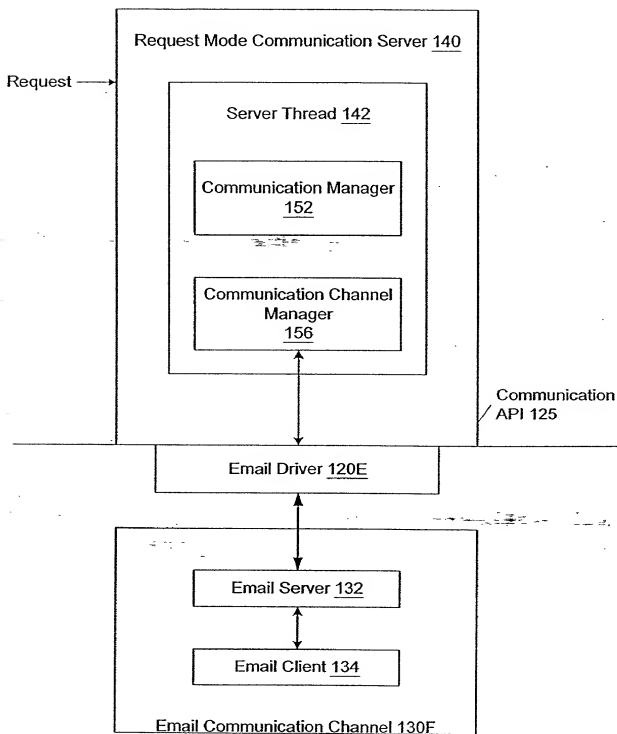 Request Mode Communication Server 140
Request
Server Thread 142
Communication Manager
152
Communication Channel
Manager
156
Communication
API 125
Email Driver 120E
Email Server 132
Email Client 134
Email Communication Channel 130E